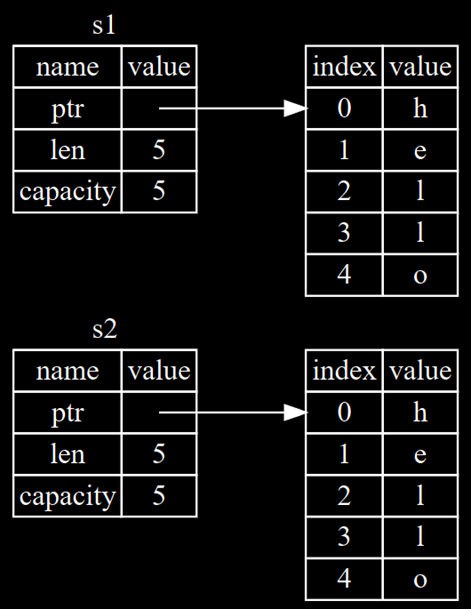 s1
name value
ptr
len 5
capacity 5
index value
0 h
1 e
2 l
3 l
4 o
s2
name value
ptr
len 5
capacity 5
index value
0 h
1 e
2 l
3 l
4 o